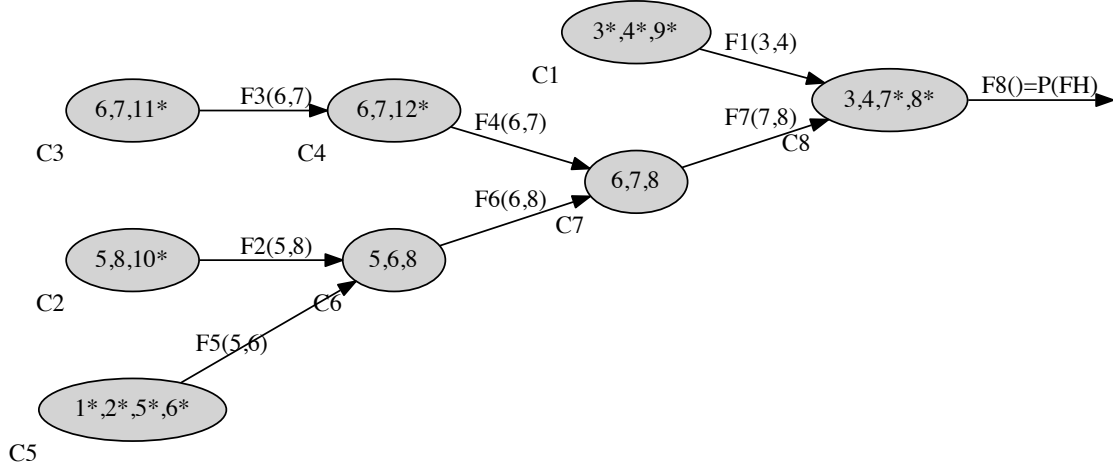 3*,4*,9*
F1(3,4)
C1
6,7,11*
F3(6,7)
6,7,12*
3,4,7*,8*
F8()=P(FH)
F4(6,7)
F7(7,8)
C3
C4
C8
6,7,8
F6(6,8)
C7
5,8,10*
F2(5,8)
5,6,8
C2
C6
F5(5,6)
1*,2*,5*,6*
C5